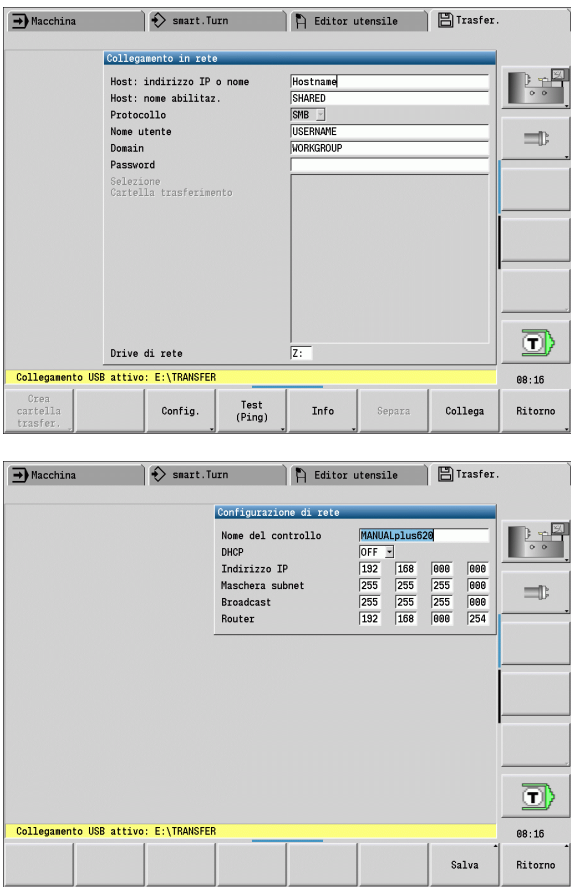 Macchina
smart.Turn
Editor utensile
Trasfer.
Collegamento in rete
Host: indirizzo IP o nome Hostname
Host: nome abilitaz. SHARED
Protocollo SMB
Nome utente USERNAME
Domain WORKGROUP
Password
Selezione
Cartella trasferimento
Drive di rete Z:
T
Collegamento USB attivo: E:\TRANSFER
08:16
Crea cartella trasfer.
Config.
Test (Ping)
Info
Separa
Collega
Ritorno
Macchina
smart.Turn
Editor utensile
Trasfer.
Configurazione di rete
Nome del controllo MANUALplus620
DHCP OFF
Indirizzo IP 192 168 000 000
Maschera subnet 255 255 255 000
Broadcast 255 255 255 000
Router 192 168 000 254
T
Collegamento USB attivo: E:\TRANSFER
08:16
Salva
Ritorno